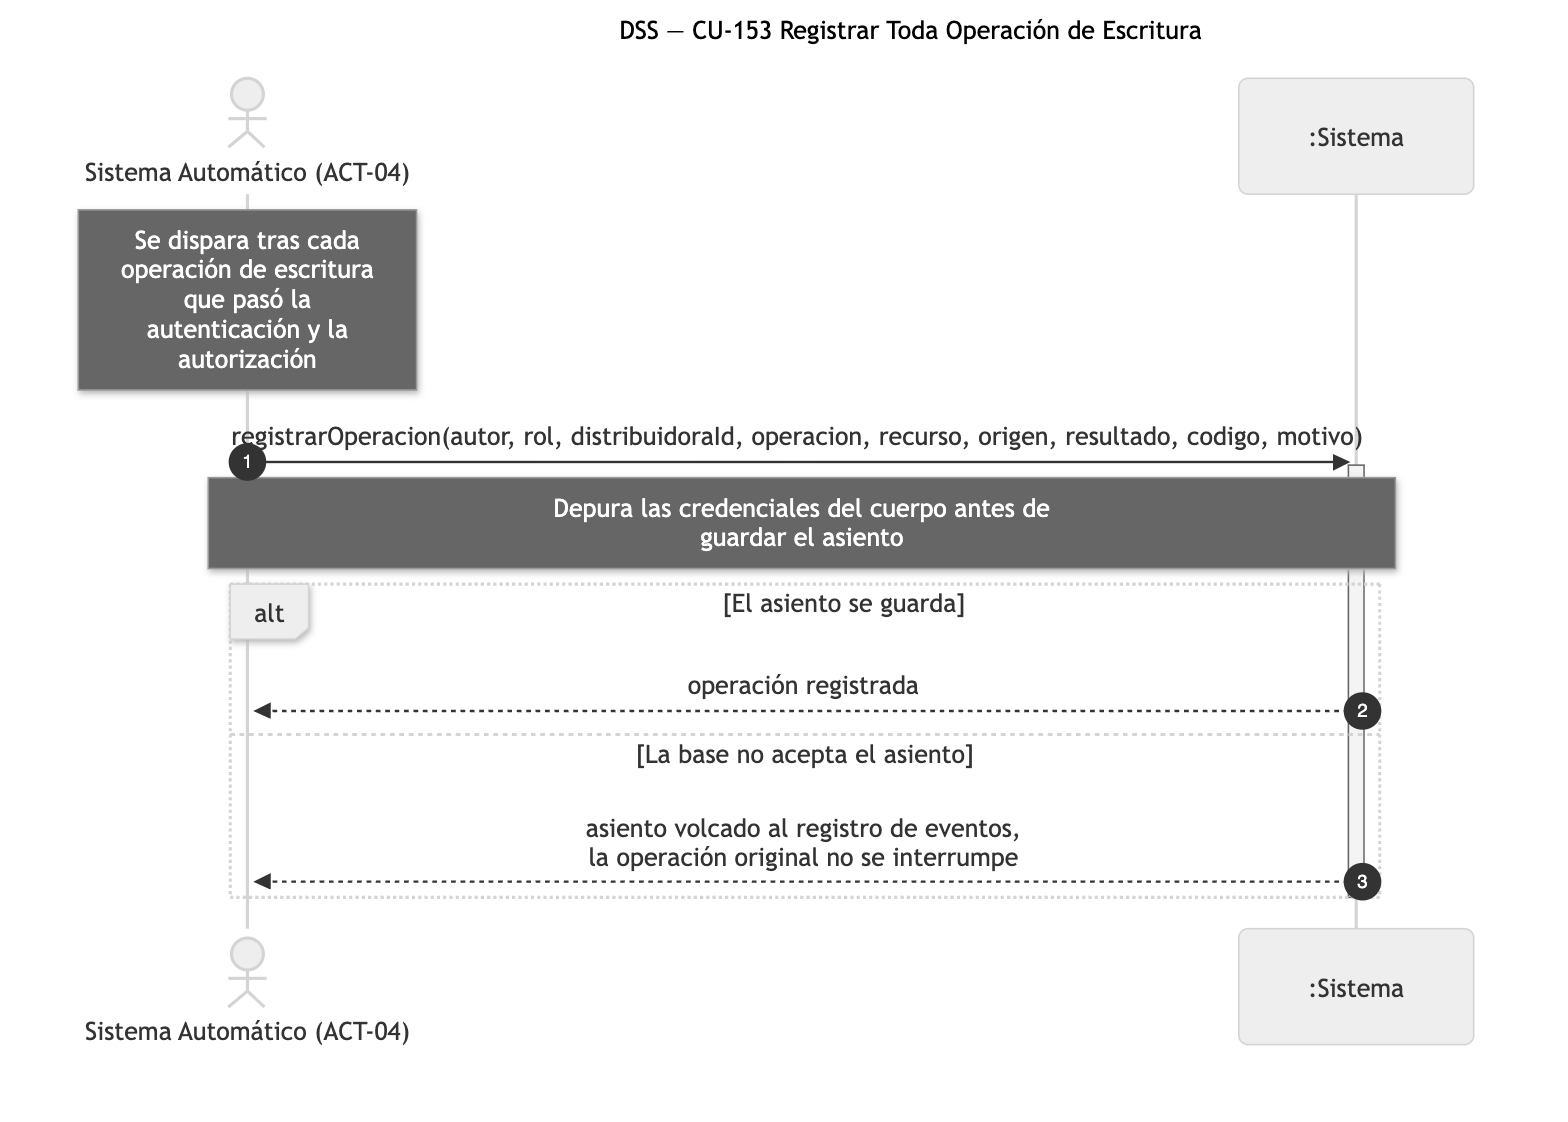 DSS — CU-153 Registrar Toda Operación de Escritura
Sistema Automático (ACT-04)
:Sistema
Se dispara tras cada
operación de escritura
que pasó la
autenticación y la
autorización
registrarOperacion(autor, rol, distribuidoraId, operacion, recurso, origen, resultado, codigo, motivo)
1
Depura las credenciales del cuerpo antes de
guardar el asiento
alt
[El asiento se guarda]
operación registrada
2
[La base no acepta el asiento]
asiento volcado al registro de eventos,
la operación original no se interrumpe
3
Sistema Automático (ACT-04)
:Sistema